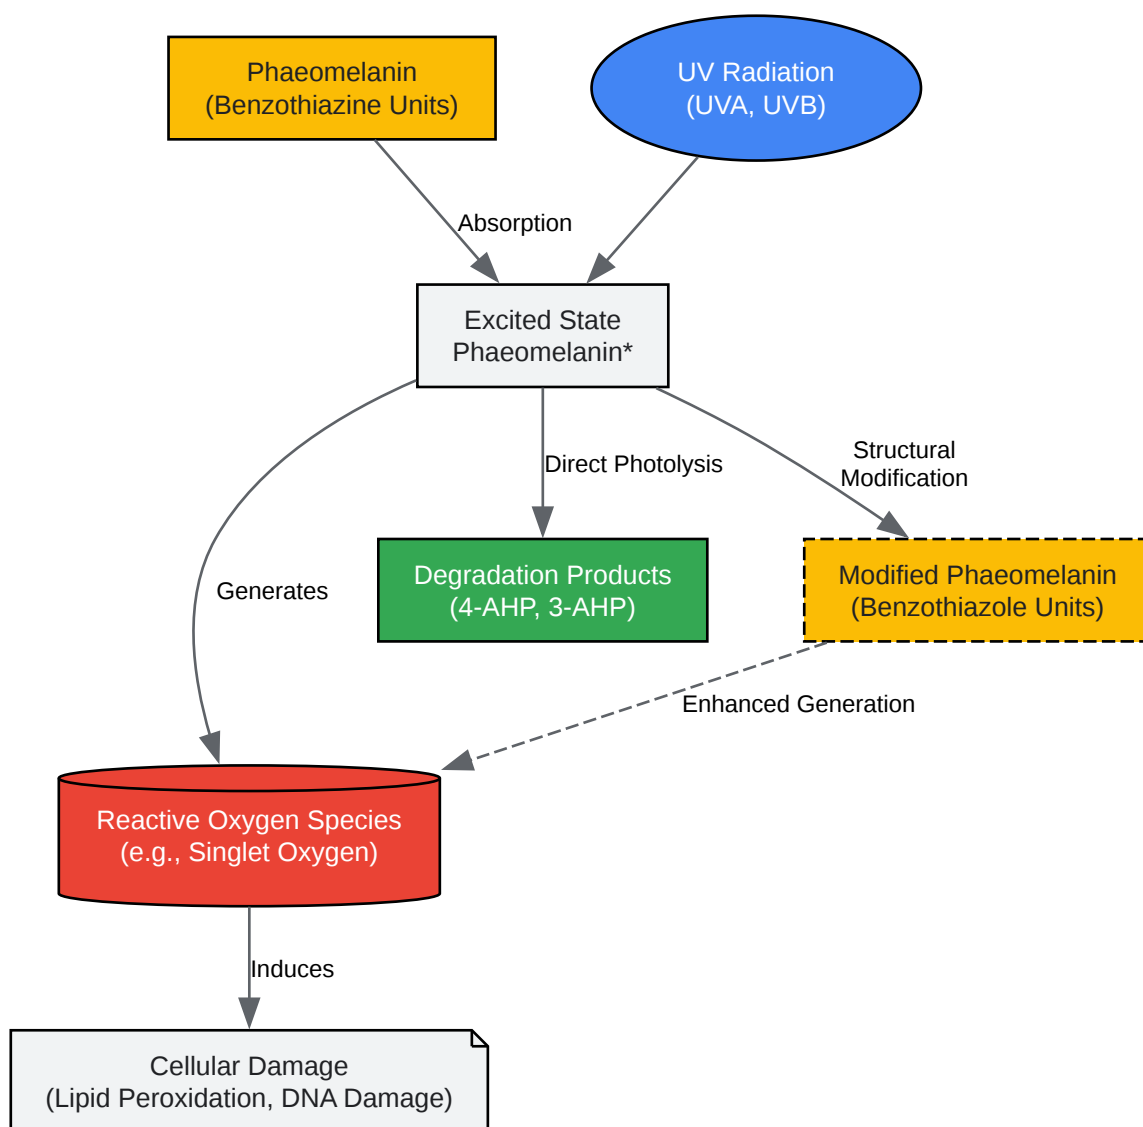 Phaeomelanin
(Benzothiazine Units)
UV Radiation
(UVA, UVB)
Absorption
Excited State
Phaeomelanin*
Structural
Modification
Direct Photolysis
Generates
Degradation Products
(4-AHP, 3-AHP)
Modified Phaeomelanin
(Benzothiazole Units)
Enhanced Generation
Reactive Oxygen Species
(e.g., Singlet Oxygen)
Induces
Cellular Damage
(Lipid Peroxidation, DNA Damage)